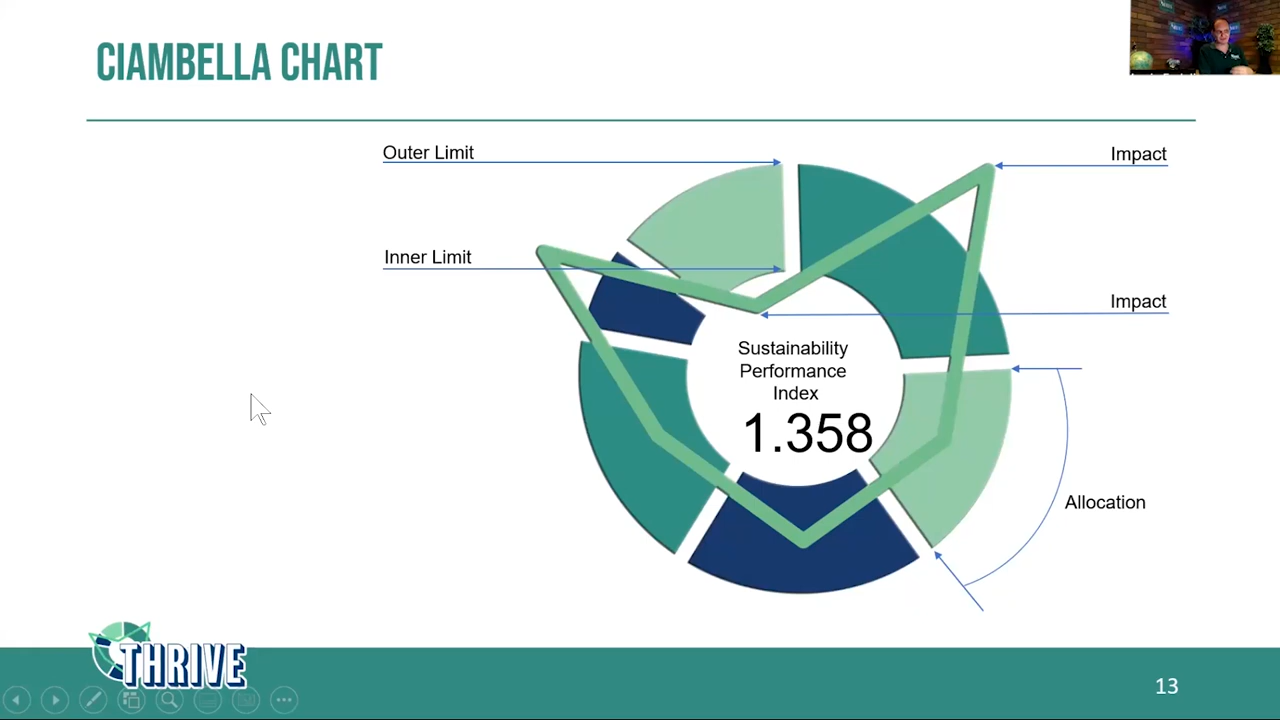 CIAMBELLA CHART
Outer Limit
Impact
Inner Limit
Impact
Sustainability
Performance
Index
1.358
Allocation
THRIVE
13